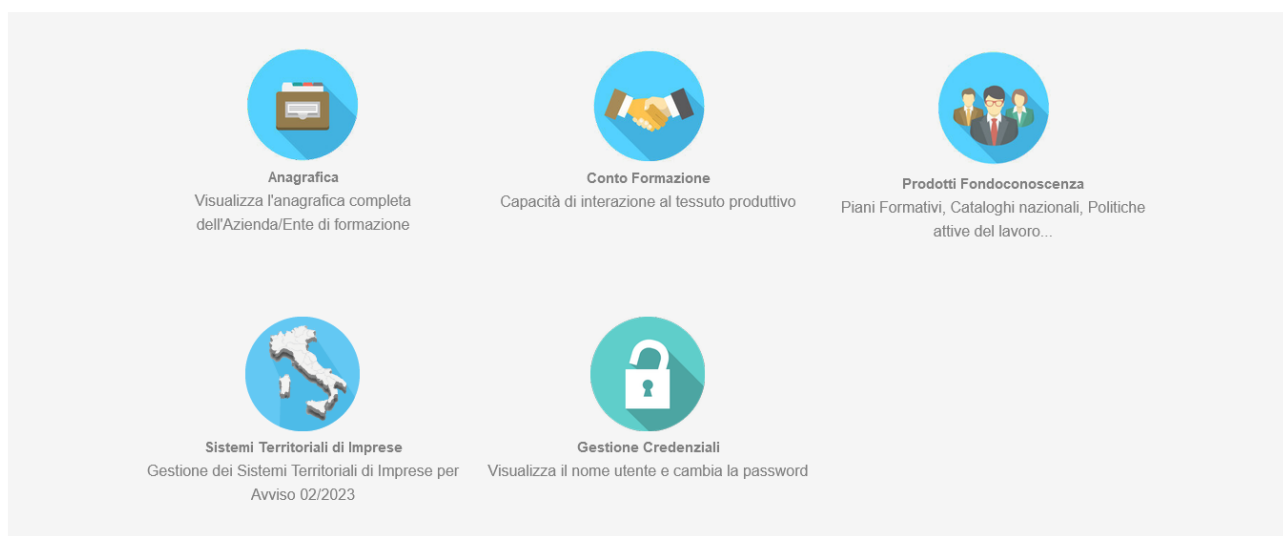 Anagrafica
Visualizza l'anagrafica completa
dell'Azienda/Ente di formazione
Conto Formazione
Capacità di interazione al tessuto produttivo
Prodotti Fondoconoscenza
Piani Formativi, Cataloghi nazionali, Politiche
attive del lavoro...
Sistemi Territoriali di Imprese
Gestione dei Sistemi Territoriali di Imprese per
Avviso 02/2023
Gestione Credenziali
Visualizza il nome utente e cambia la password